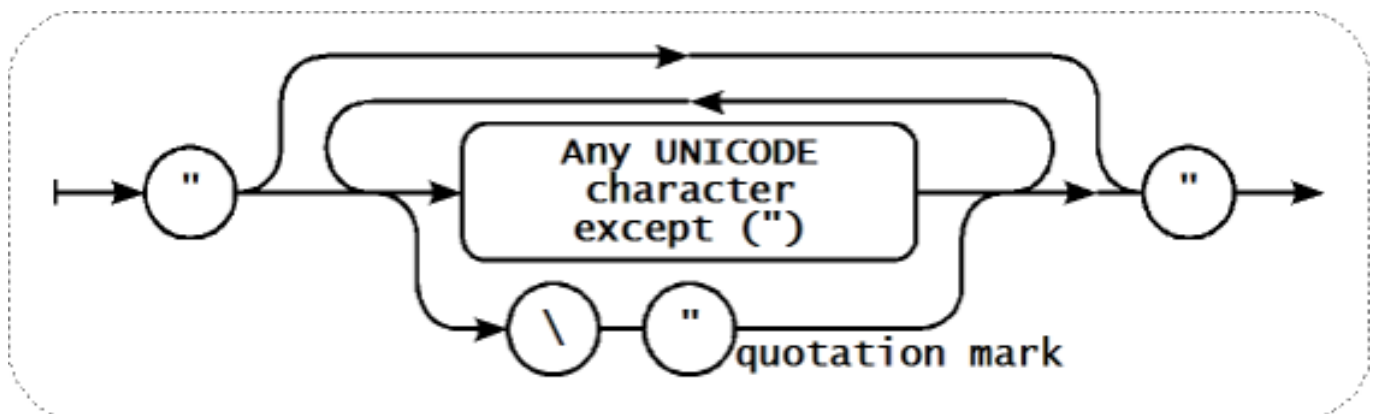 Any UNICODE
"
character
"
except (")
\
"
quotation mark